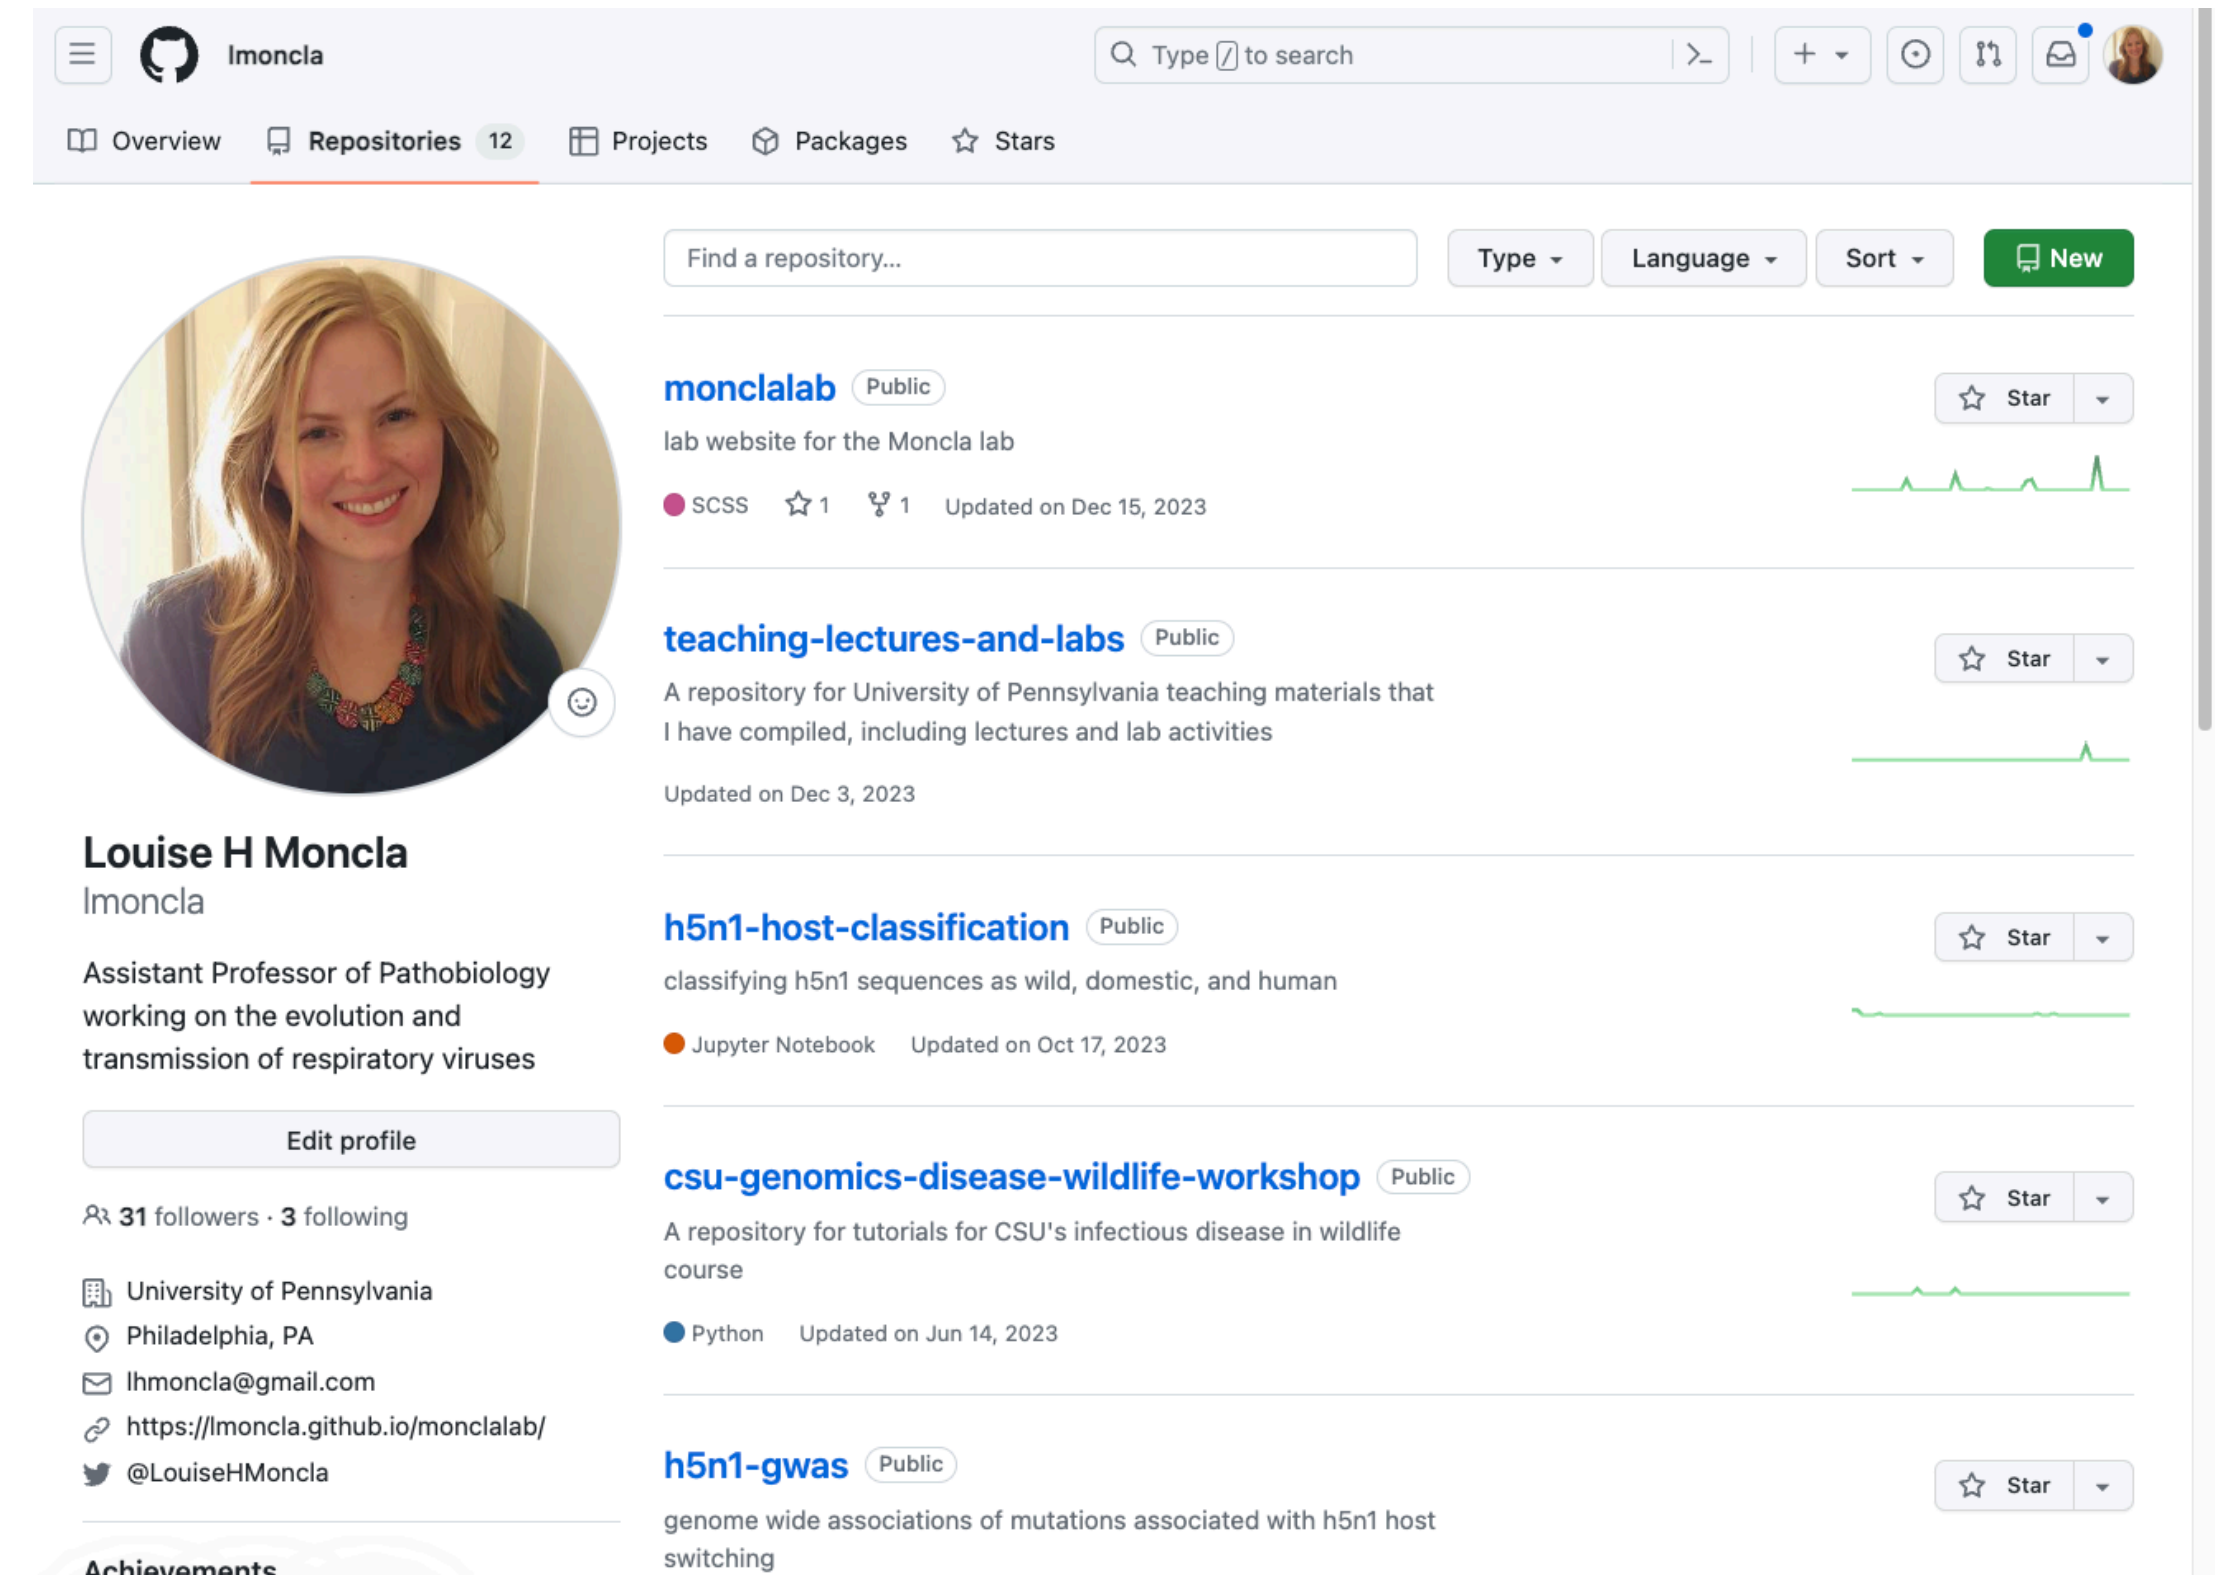 lmoncla
Type / to search
Overview
Repositories 12
Projects
Packages
Stars
Find a repository...
Type
Language
Sort
New
Louise H Moncla
lmoncla
Assistant Professor of Pathobiology
working on the evolution and
transmission of respiratory viruses
Edit profile
31 followers · 3 following
University of Pennsylvania
Philadelphia, PA
lhmoncla@gmail.com
https://lmoncla.github.io/monclalab/
@LouiseHMoncla
Achievements
monclalab Public
Star
lab website for the Moncla lab
SCSS 1 1 Updated on Dec 15, 2023
teaching-lectures-and-labs Public
Star
A repository for University of Pennsylvania teaching materials that
I have compiled, including lectures and lab activities
Updated on Dec 3, 2023
h5n1-host-classification Public
Star
classifying h5n1 sequences as wild, domestic, and human
Jupyter Notebook Updated on Oct 17, 2023
csu-genomics-disease-wildlife-workshop Public
Star
A repository for tutorials for CSU's infectious disease in wildlife
course
Python Updated on Jun 14, 2023
h5n1-gwas Public
Star
genome wide associations of mutations associated with h5n1 host
switching